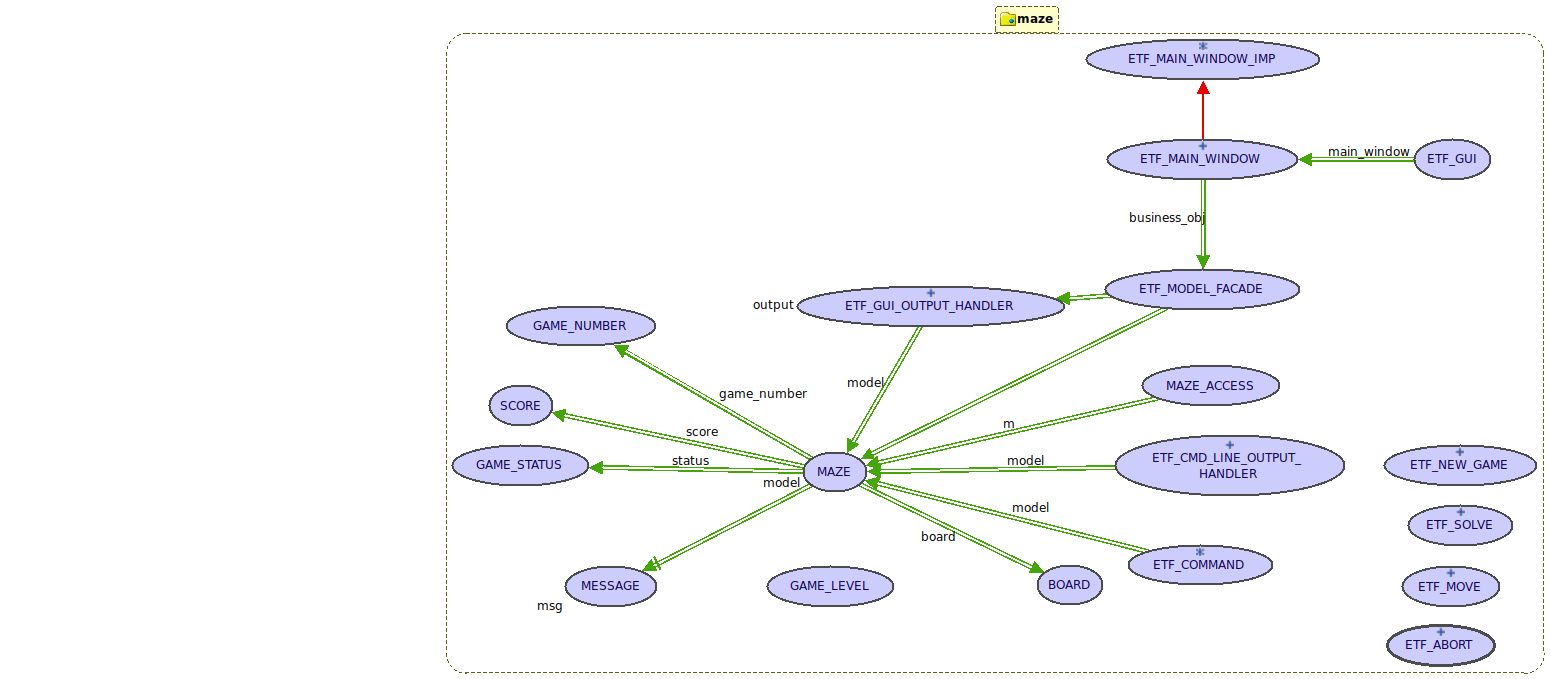 maze
ETF_MAIN_WINDOW_IMP
ETF_MAIN_WINDOW
main_window
ETF_GUI
business_obj
ETF_MODEL_FACADE
output
ETF_GUI_OUTPUT_HANDLER
GAME_NUMBER
model
MAZE_ACCESS
game_number
SCORE
m
score
status
GAME_STATUS
MAZE
model
ETF_CMD_LINE_OUTPUT_
HANDLER
ETF_NEW_GAME
model
model
ETF_SOLVE
board
ETF_COMMAND
MESSAGE
GAME_LEVEL
BOARD
ETF_MOVE
msg
ETF_ABORT